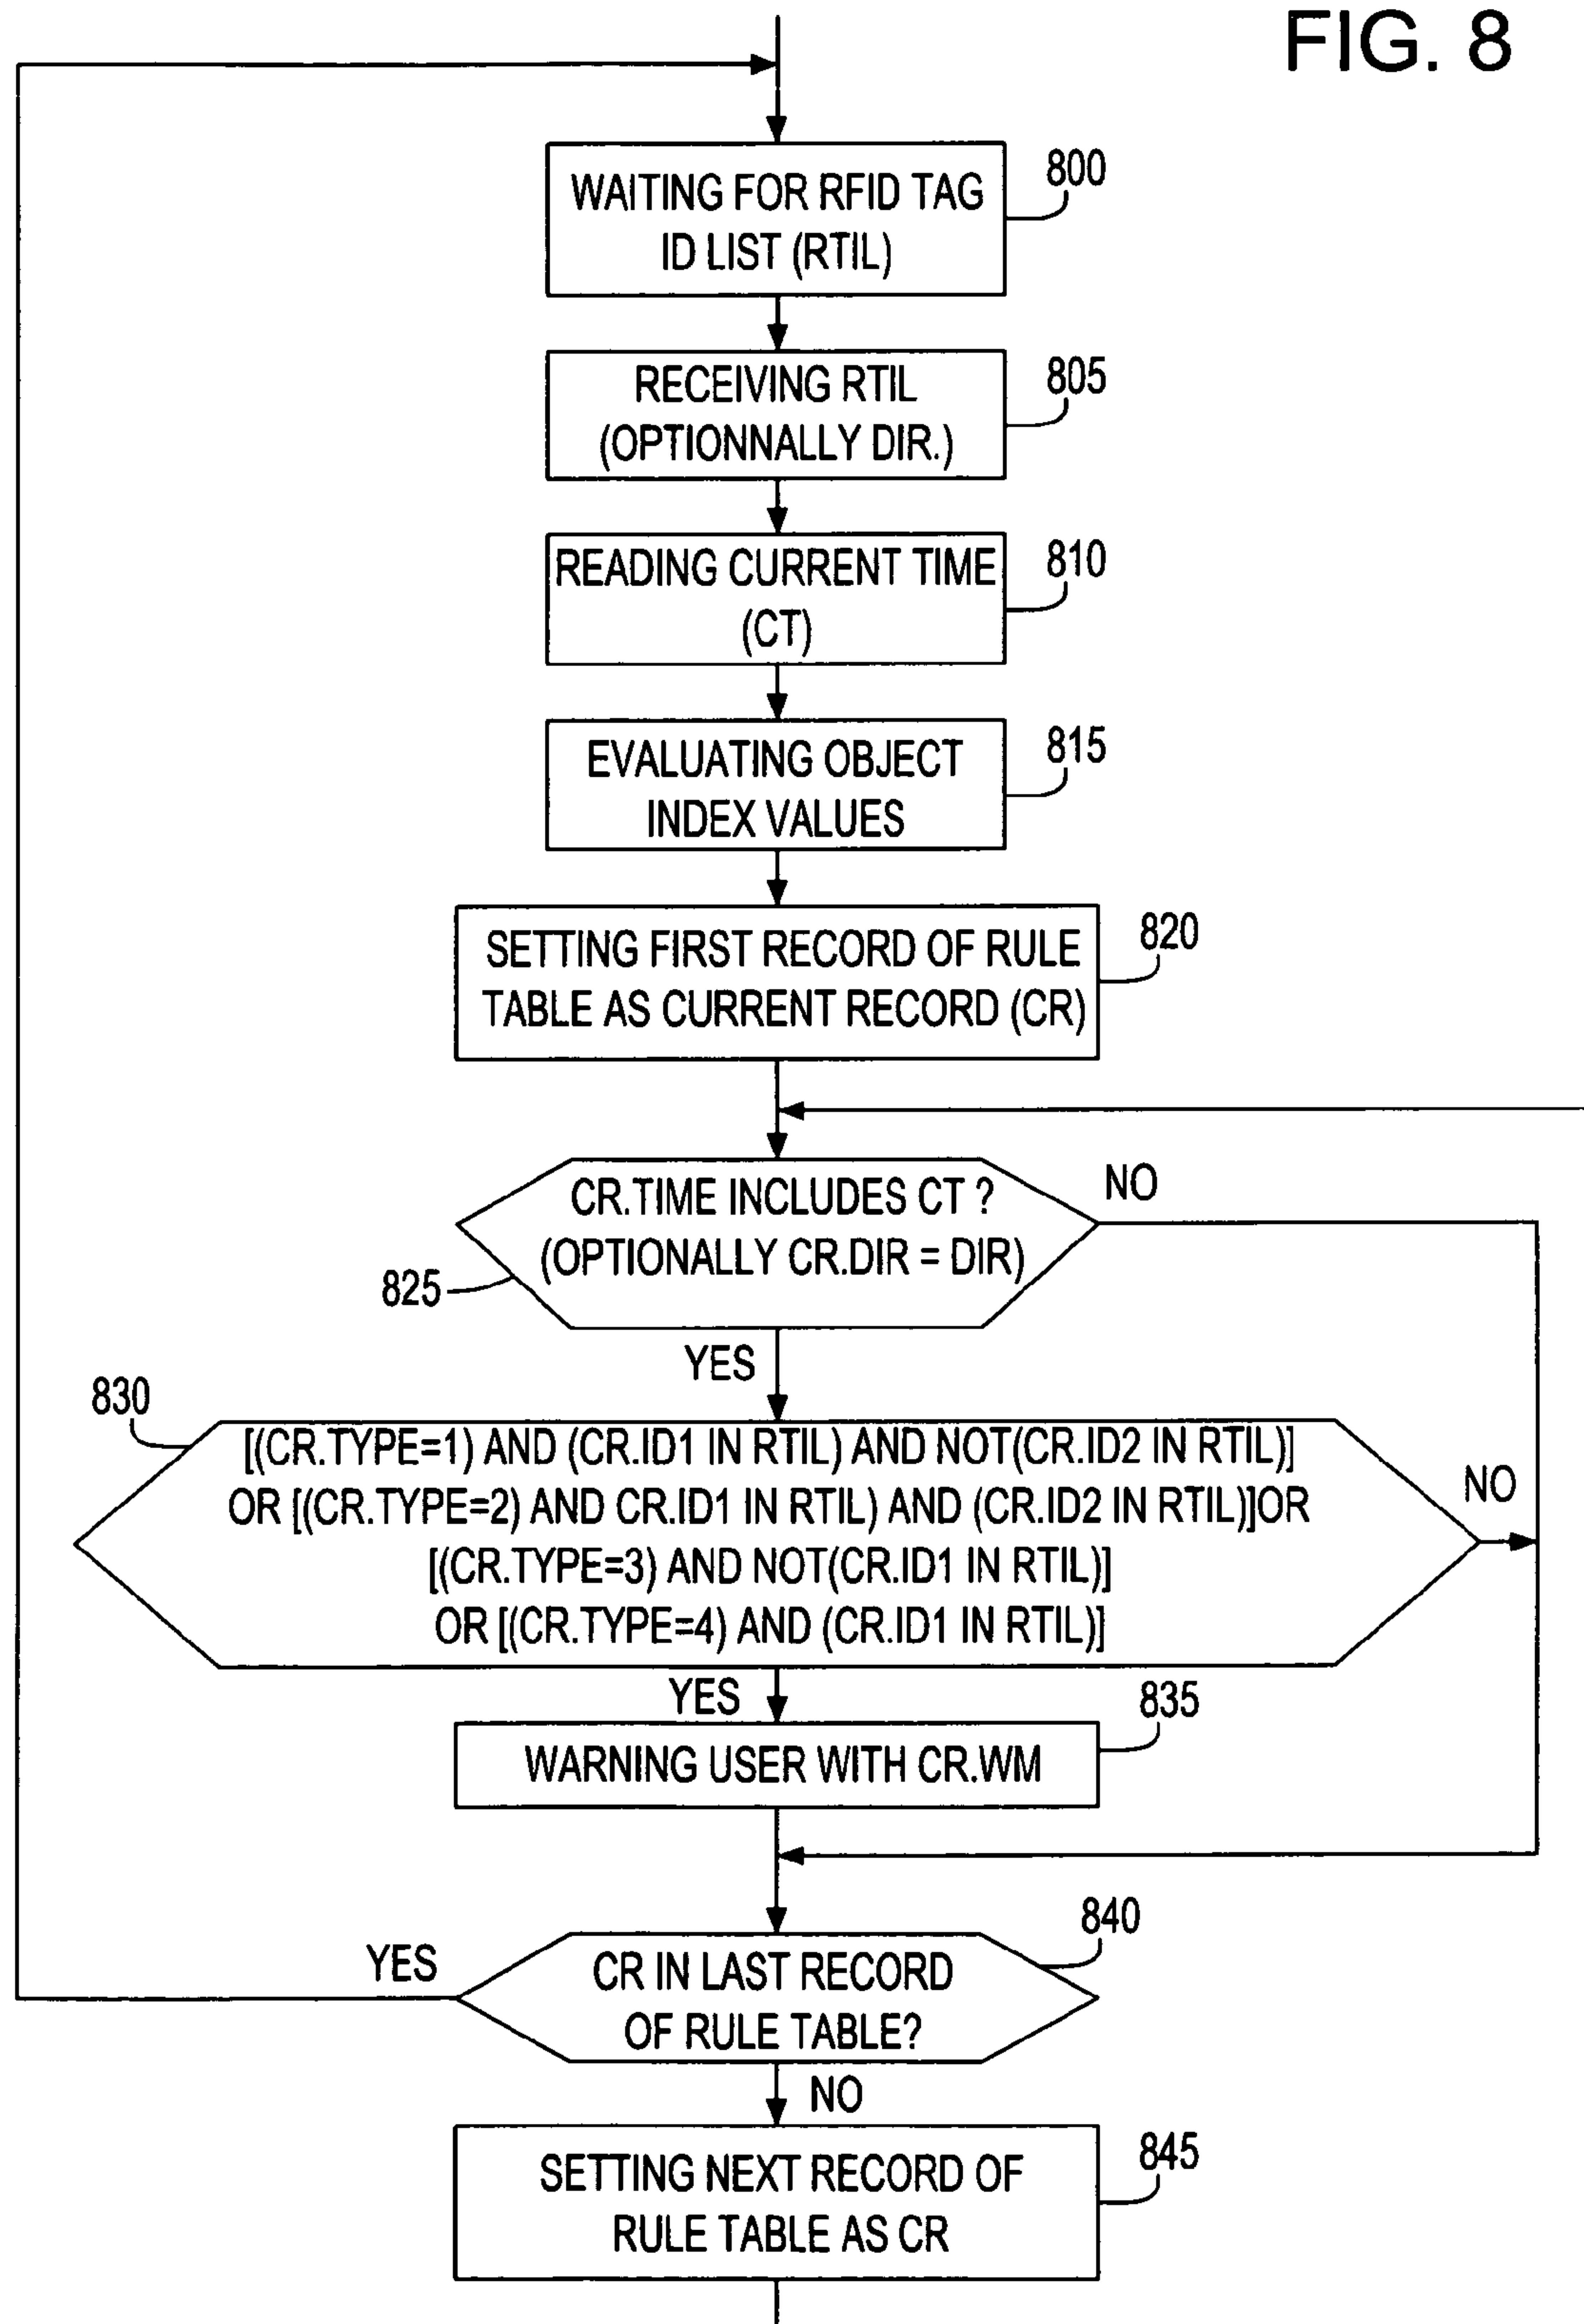 FIG. 8
WAITING FOR RFID TAG
ID LIST (RTIL)
800
RECEIVING RTIL
(OPTIONNALLY DIR.)
805
READING CURRENT TIME
(CT)
810
EVALUATING OBJECT
INDEX VALUES
815
SETTING FIRST RECORD OF RULE
TABLE AS CURRENT RECORD (CR)
820
CR.TIME INCLUDES CT ?
(OPTIONALLY CR.DIR = DIR)
NO
825
YES
830
[(CR.TYPE=1) AND (CR.ID1 IN RTIL) AND NOT(CR.ID2 IN RTIL)]
OR [(CR.TYPE=2) AND CR.ID1 IN RTIL) AND (CR.ID2 IN RTIL)]OR
[(CR.TYPE=3) AND NOT(CR.ID1 IN RTIL)]
OR [(CR.TYPE=4) AND (CR.ID1 IN RTIL)]
NO
YES
835
WARNING USER WITH CR.WM
840
YES
CR IN LAST RECORD
OF RULE TABLE?
NO
SETTING NEXT RECORD OF
RULE TABLE AS CR
845